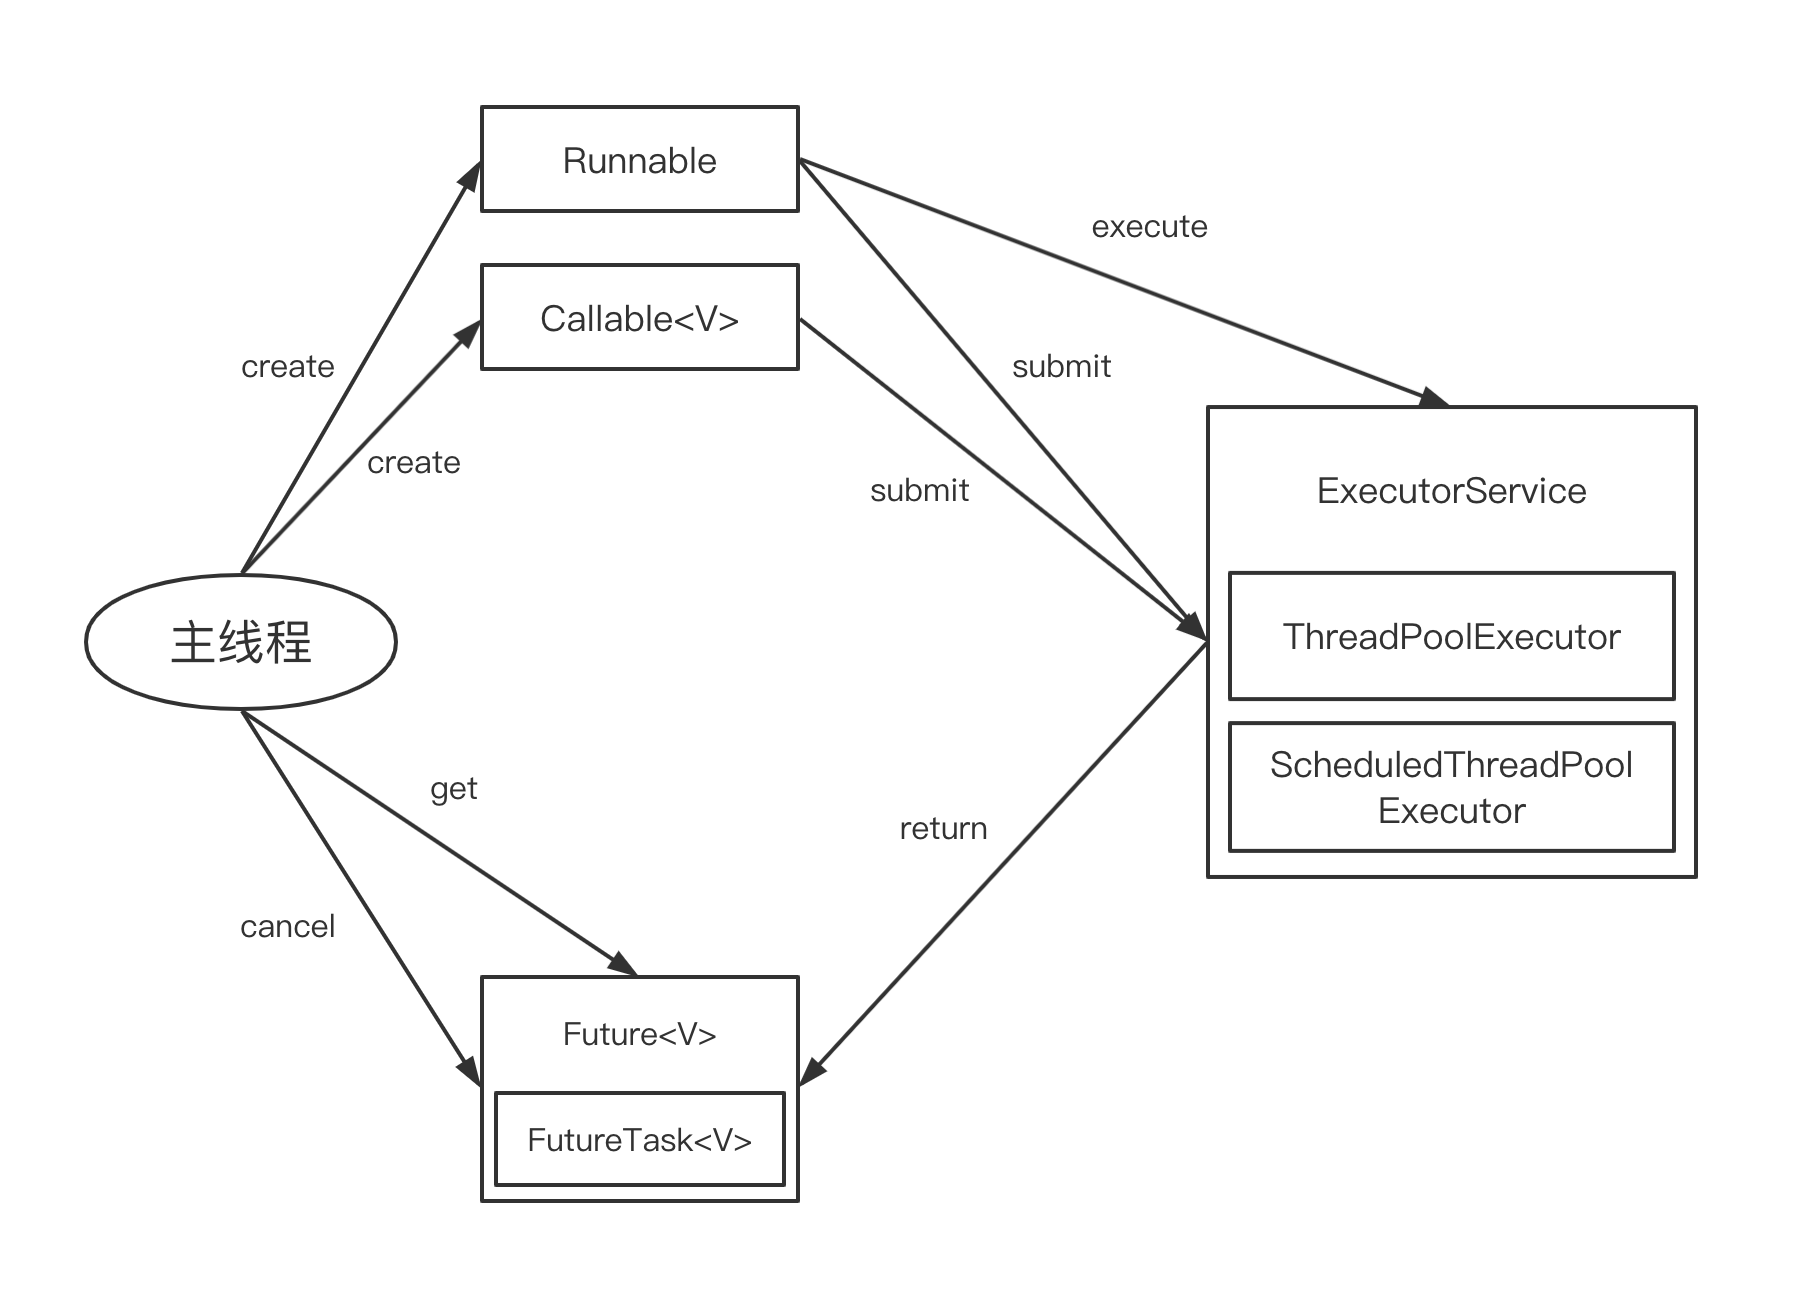 Runnable
execute
Callable<V>
create
submit
create
submit
ExecutorService
主线程
ThreadPoolExecutor
ScheduledThreadPool
Executor
get
return
cancel
Future<V>
FutureTask<V>